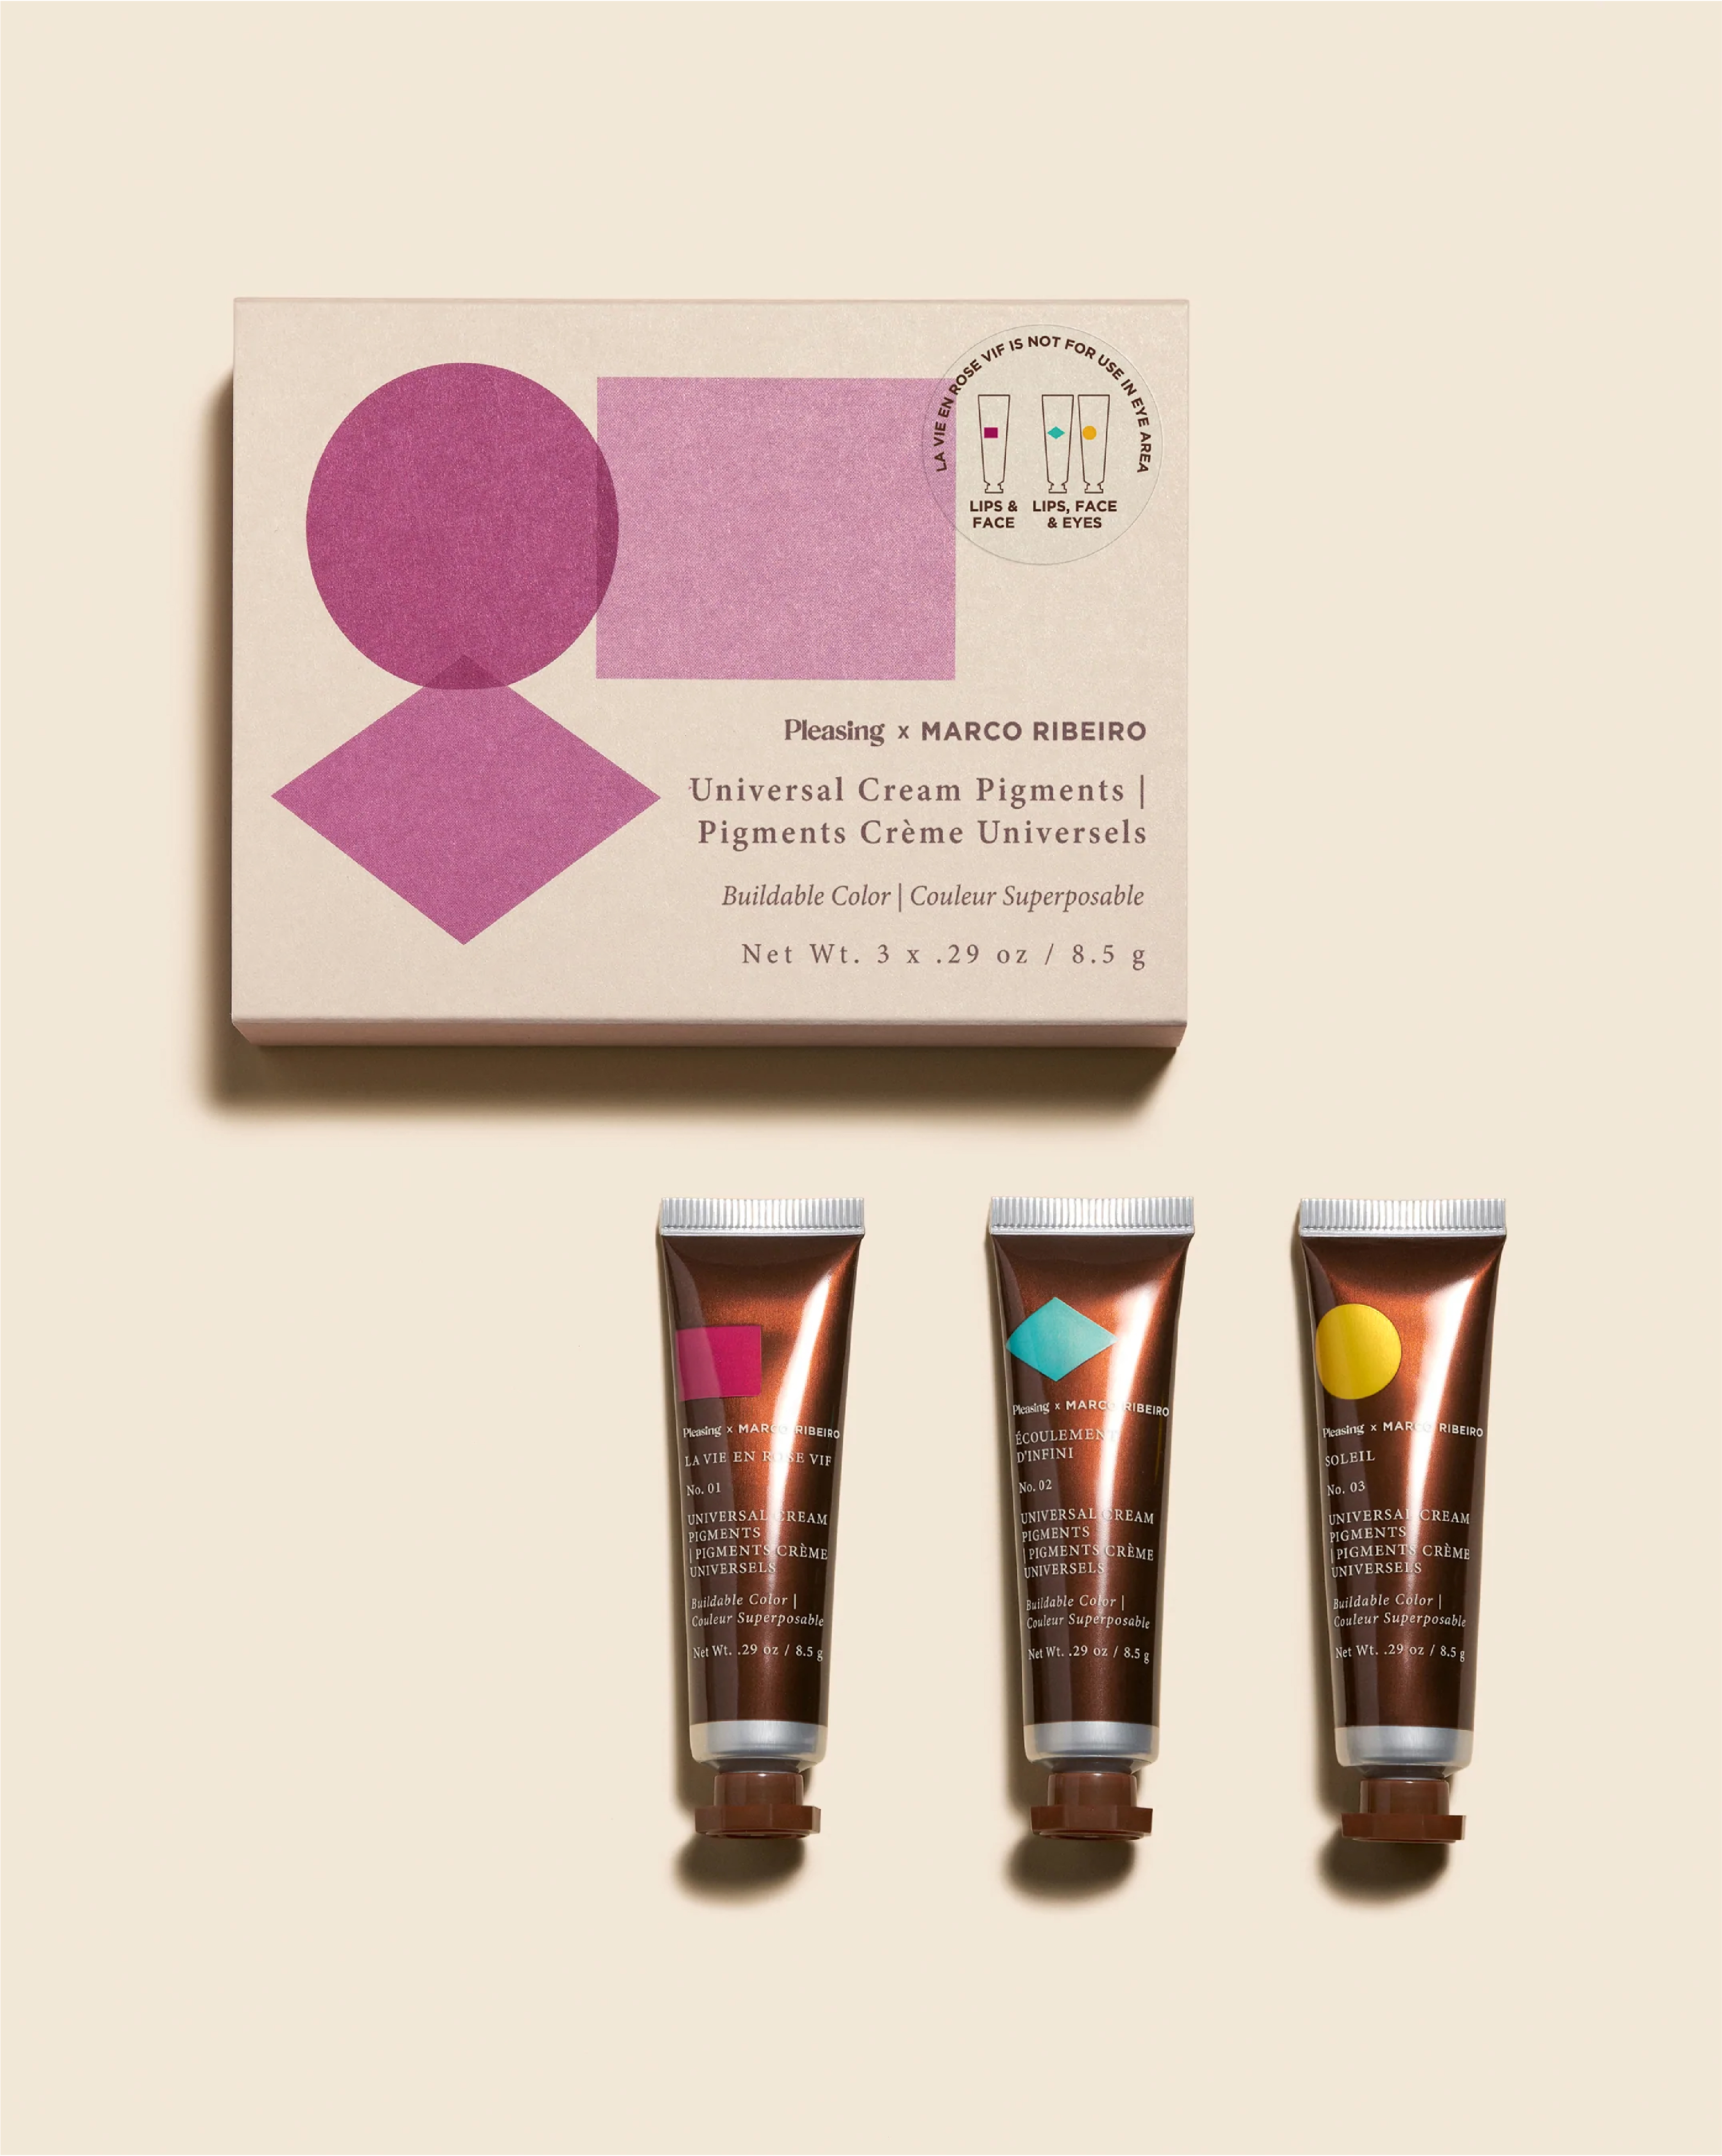 LA VIE EN ROSE VIF IS NOT FOR USE IN EYE AREA
LIPS &
FACE
LIPS, FACE
& EYES
Pleasing x MARCO RIBEIRO
Universal Cream Pigments |
Pigments Crème Universels
Buildable Color | Couleur Superposable
Net Wt. 3 x .29 oz / 8.5 g
Pleasing x MARCO RIBEIRO
LA VIE EN ROSE VIF
No. 01
UNIVERSAL CREAM
PIGMENTS
| PIGMENTS CRÈME
UNIVERSELS
Buildable Color |
Couleur Superposable
Net Wt. .29 oz / 8.5 g
Pleasing x MARCO RIBEIRO
ÉCOULEMENT
D'INFINI
No. 02
UNIVERSAL CREAM
PIGMENTS
| PIGMENTS CRÈME
UNIVERSELS
Buildable Color |
Couleur Superposable
Net Wt. .29 oz / 8.5 g
Pleasing x MARCO RIBEIRO
SOLEIL
No. 03
UNIVERSAL CREAM
PIGMENTS
| PIGMENTS CRÈME
UNIVERSELS
Buildable Color |
Couleur Superposable
Net Wt. .29 oz / 8.5 g